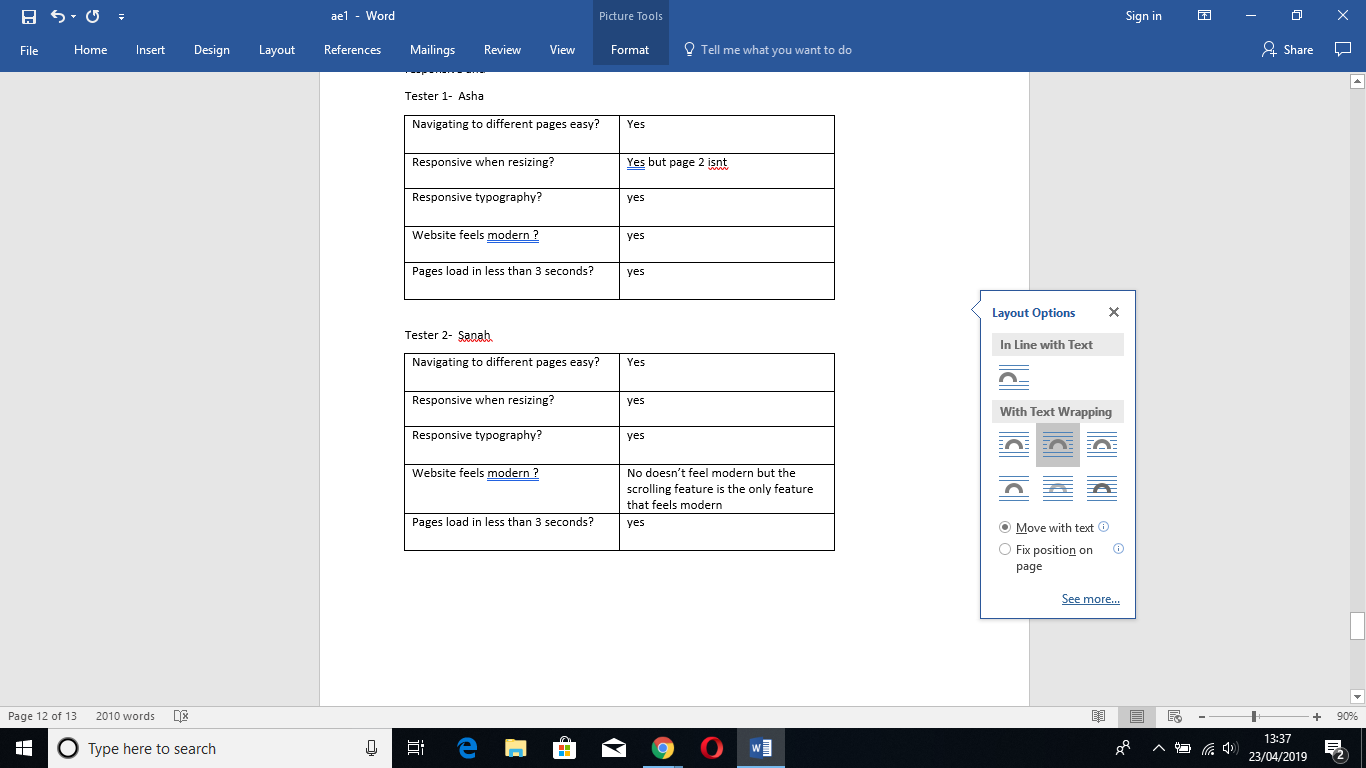 ae1 - Word
Picture Tools
Sign in
File
Home
Insert
Design
Layout
References
Mailings
Review
View
Format
Tell me what you want to do
Share
Tester 1- Asha
Navigating to different pages easy? Yes
Responsive when resizing? Yes but page 2 isnt
Responsive typography? yes
Website feels modern ? yes
Pages load in less than 3 seconds? yes
Tester 2- Sanah
Navigating to different pages easy? Yes
Responsive when resizing? yes
Responsive typography? yes
Website feels modern ? No doesn’t feel modern but the
scrolling feature is the only feature
that feels modern
Pages load in less than 3 seconds? yes
Layout Options
In Line with Text
With Text Wrapping
Move with text
Fix position on
page
See more...
Page 12 of 13
2010 words
90%
Type here to search
13:37
23/04/2019
2